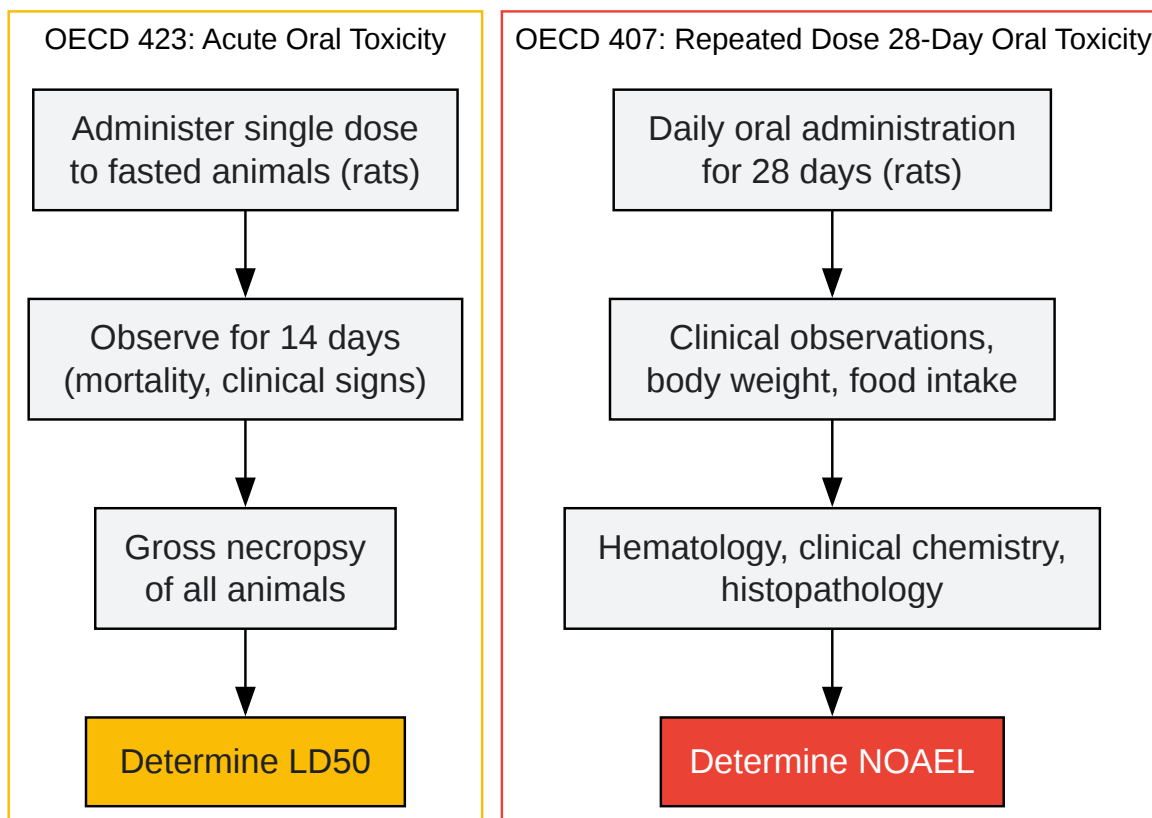 OECD 423: Acute Oral Toxicity
Administer single dose
to fasted animals (rats)
Observe for 14 days
(mortality, clinical signs)
Gross necropsy
of all animals
Determine LD50
OECD 407: Repeated Dose 28-Day Oral Toxicity
Daily oral administration
for 28 days (rats)
Clinical observations,
body weight, food intake
Hematology, clinical chemistry,
histopathology
Determine NOAEL